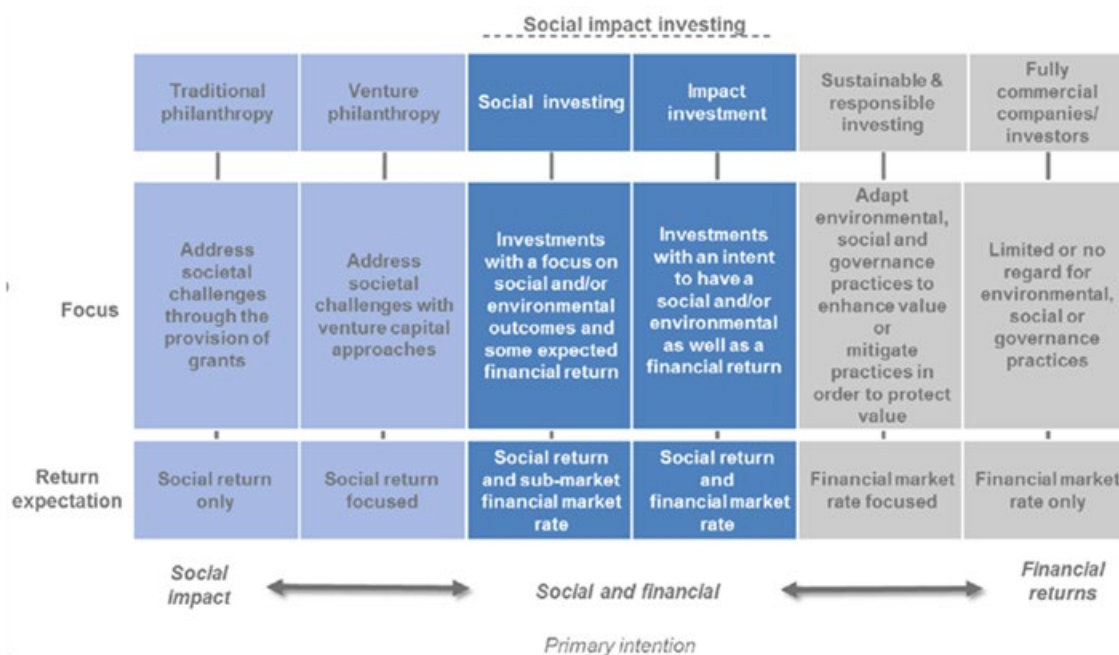 Social impact investing
Traditional
philanthropy
Venture
philanthropy
Social investing
Impact
investment
Sustainable &
responsible
investing
Fully
commercial
companies/
investors
Focus
Address
societal
challenges
through the
provision of
grants
Address
societal
challenges with
venture capital
approaches
Investments
with a focus on
social and/or
environmental
outcomes and
some expected
financial return
Investments
with an intent
to have a
social and/or
environmental
as well as a
financial return
Adapt
environmental,
social and
governance
practices to
enhance value
or
mitigate
practices in
order to protect
value
Limited or no
regard for
environmental,
social or
governance
practices
Return
expectation
Social return
only
Social return
focused
Social return
and sub-market
financial market
rate
Social return
and
financial market
rate
Financial market
rate focused
Financial market
rate only
Social
impact
Social and financial
Financial
returns
Primary intention